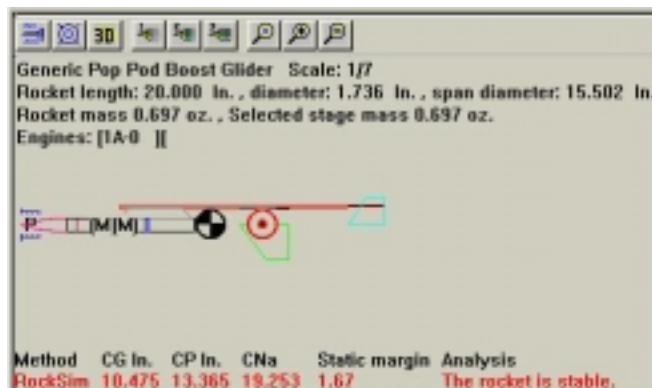 3D
Generic Pop Pod Boost Glider Scale: 1/7
Rocket length: 20.000 In. , diameter: 1.736 In. , span diameter: 15.502 In.
Rocket mass 0.697 oz. , Selected stage mass 0.697 oz.
Engines: [1A-0 ][
P (M(M)
Method CG In. CP In. CNa Static margin Analysis
RockSim 10.475 13.365 19.253 1.67 The rocket is stable.